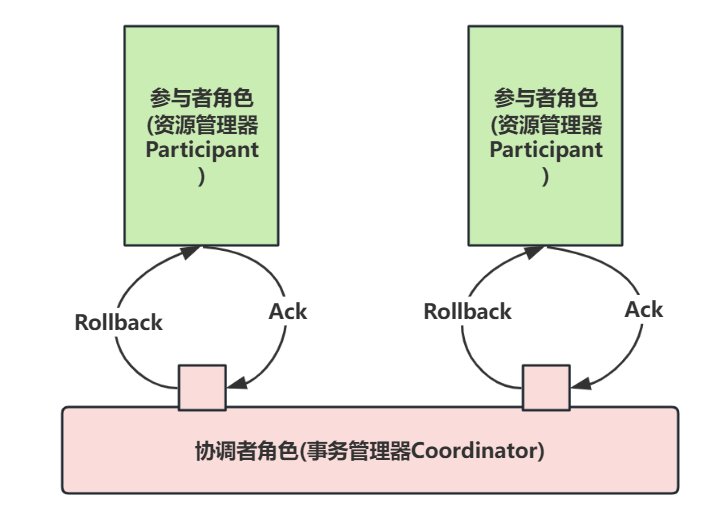 参与者角色
(资源管理器
Participant
)
参与者角色
(资源管理器
Participant
)
Rollback
Ack
Rollback
Ack
协调者角色(事务管理器Coordinator)